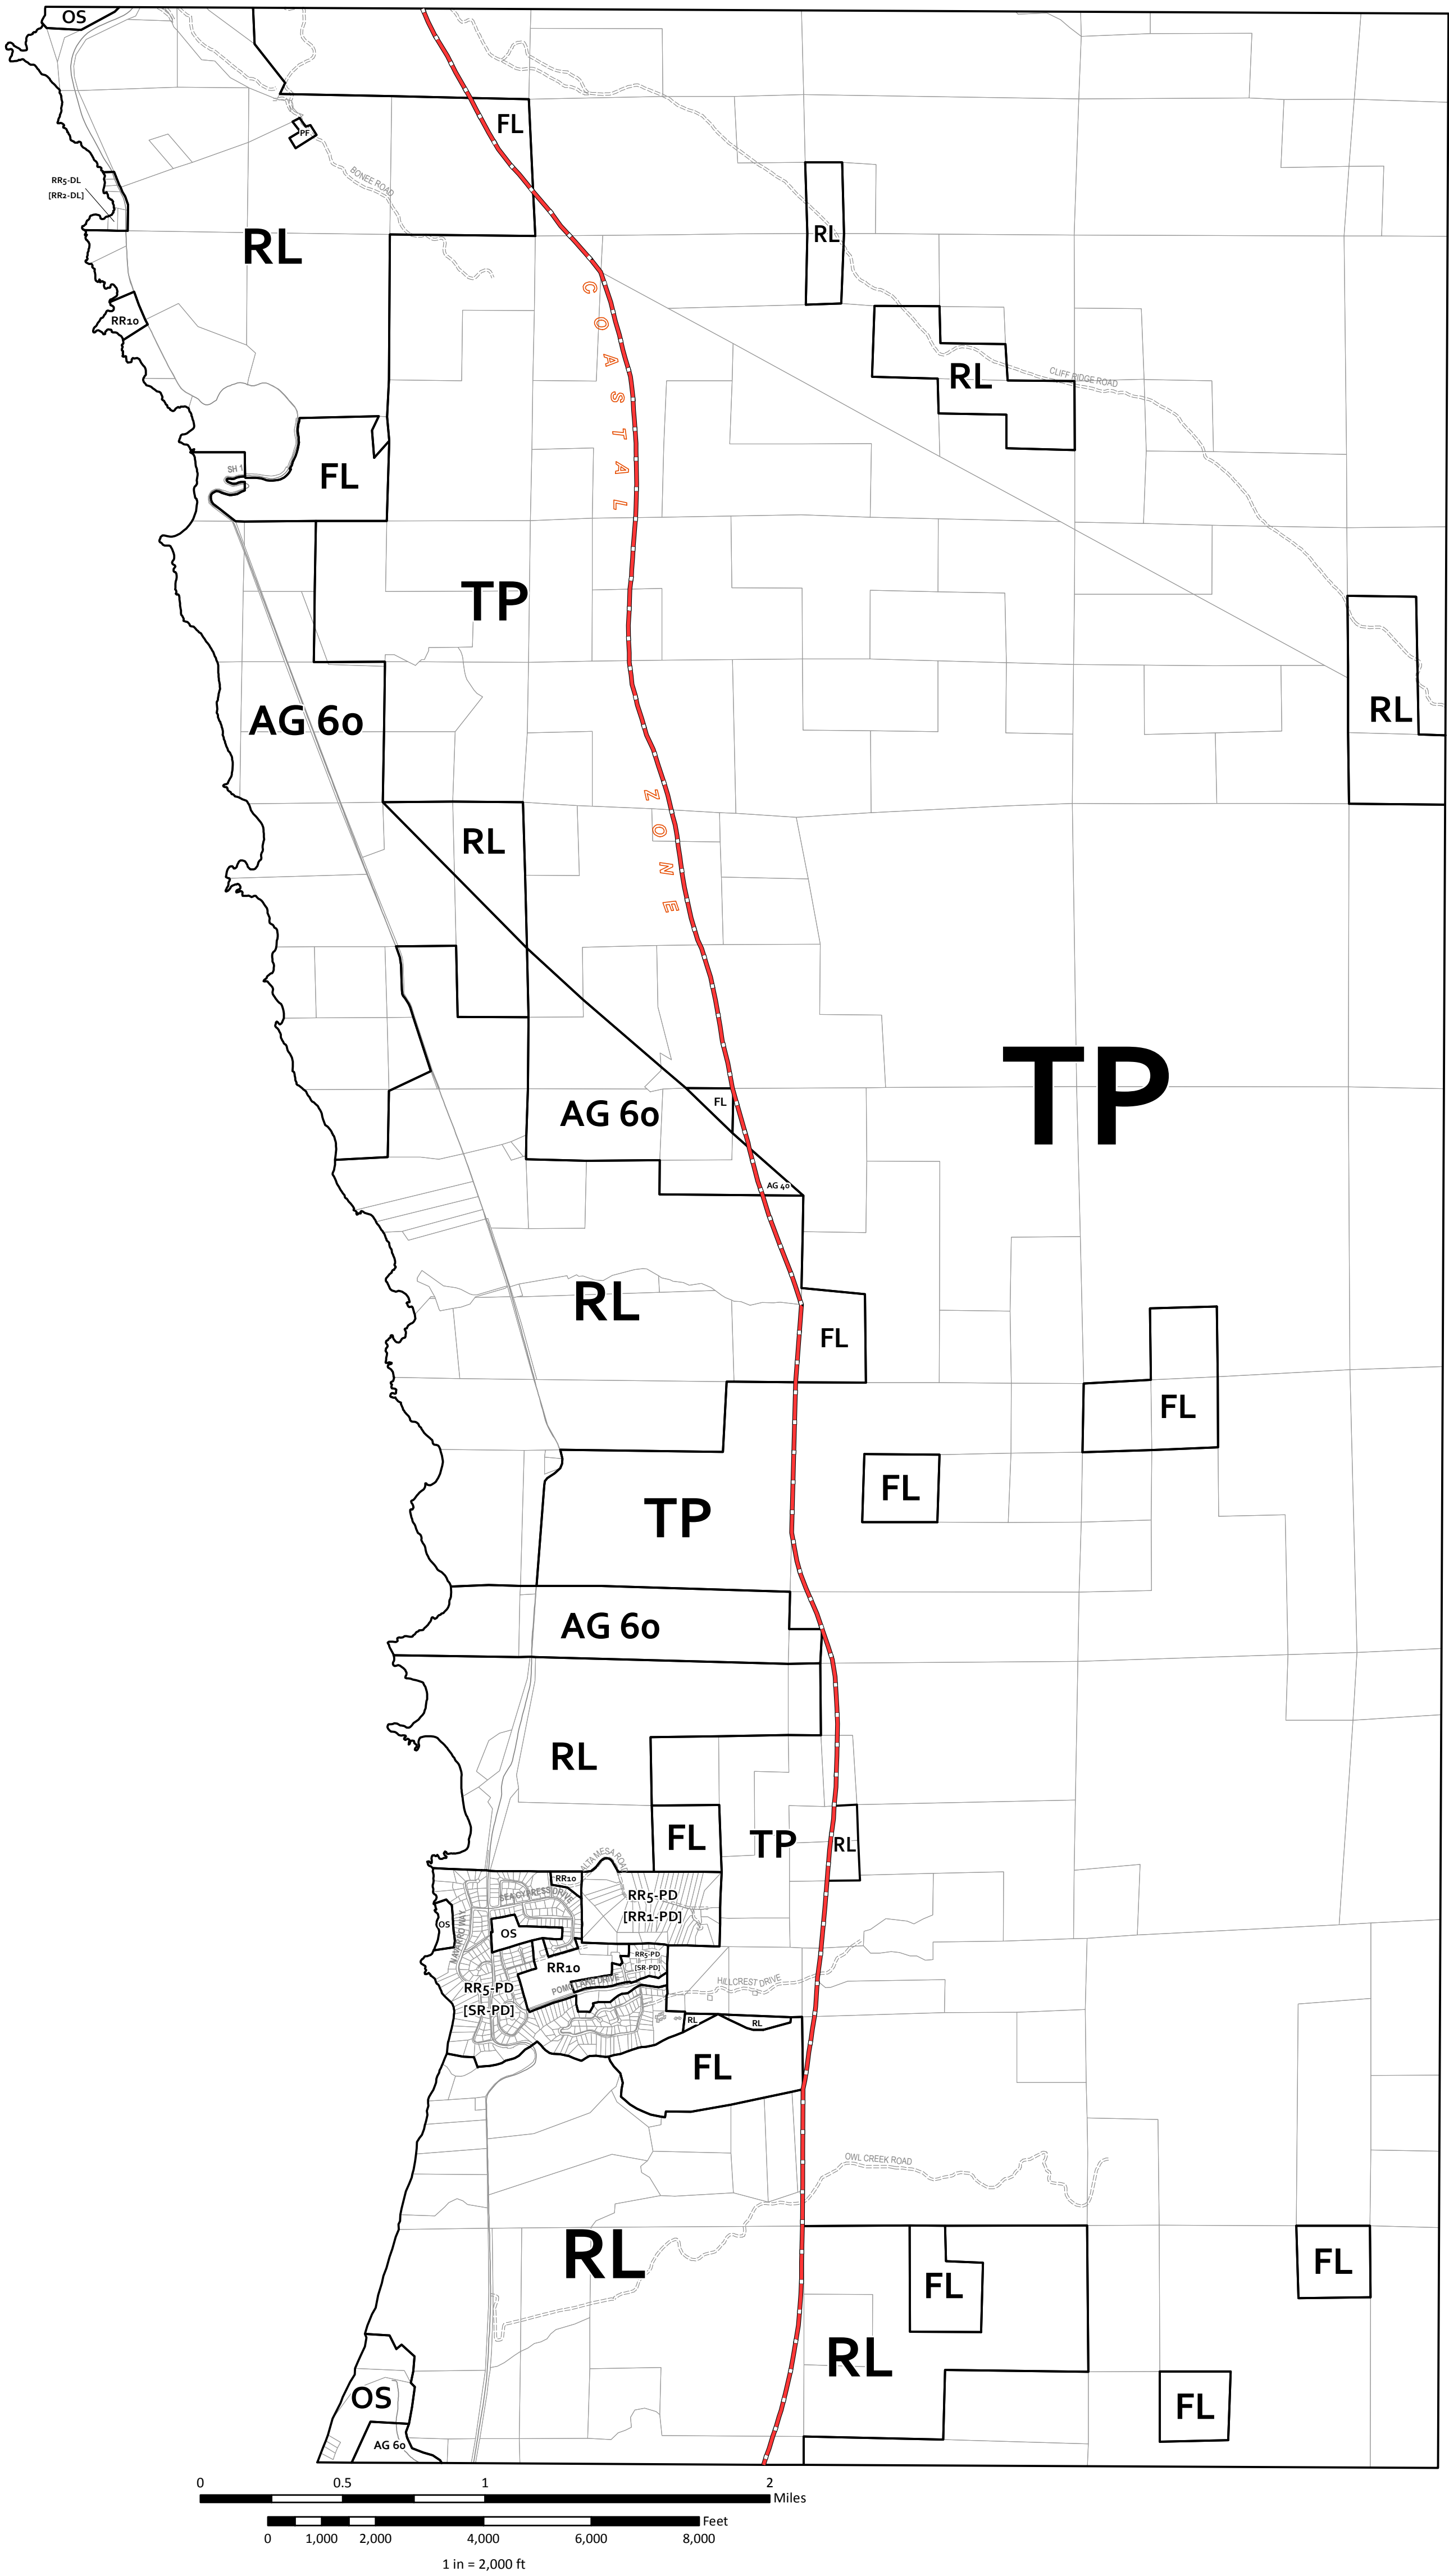 OS
FL
PF
RR5-DL
[RR2-DL]
BONEE ROAD
RL
RL
COASTAL
RR10
CLIFF RIDGE ROAD
RL
SH 1
FL
TP
RL
AG 60
ZONE
RL
TP
FL
AG 60
AG 40
RL
FL
FL
FL
TP
AG 60
RL
FL
TP
RL
ALTA MESA ROAD
RR10
SEA CYPRESS DRIVE
RR5-PD
[RR1-PD]
OS
NAVARRO WAY
OS
RR5-PD
[SR-PD]
RR10
POMO LAKE DRIVE
HILLCREST DRIVE
RR5-PD
[SR-PD]
RL
RL
FL
OWL CREEK ROAD
RL
FL
FL
RL
OS
FL
AG 60
0 0.5 1 2
Miles
Feet
0 1,000 2,000 4,000 6,000 8,000
1 in = 2,000 ft